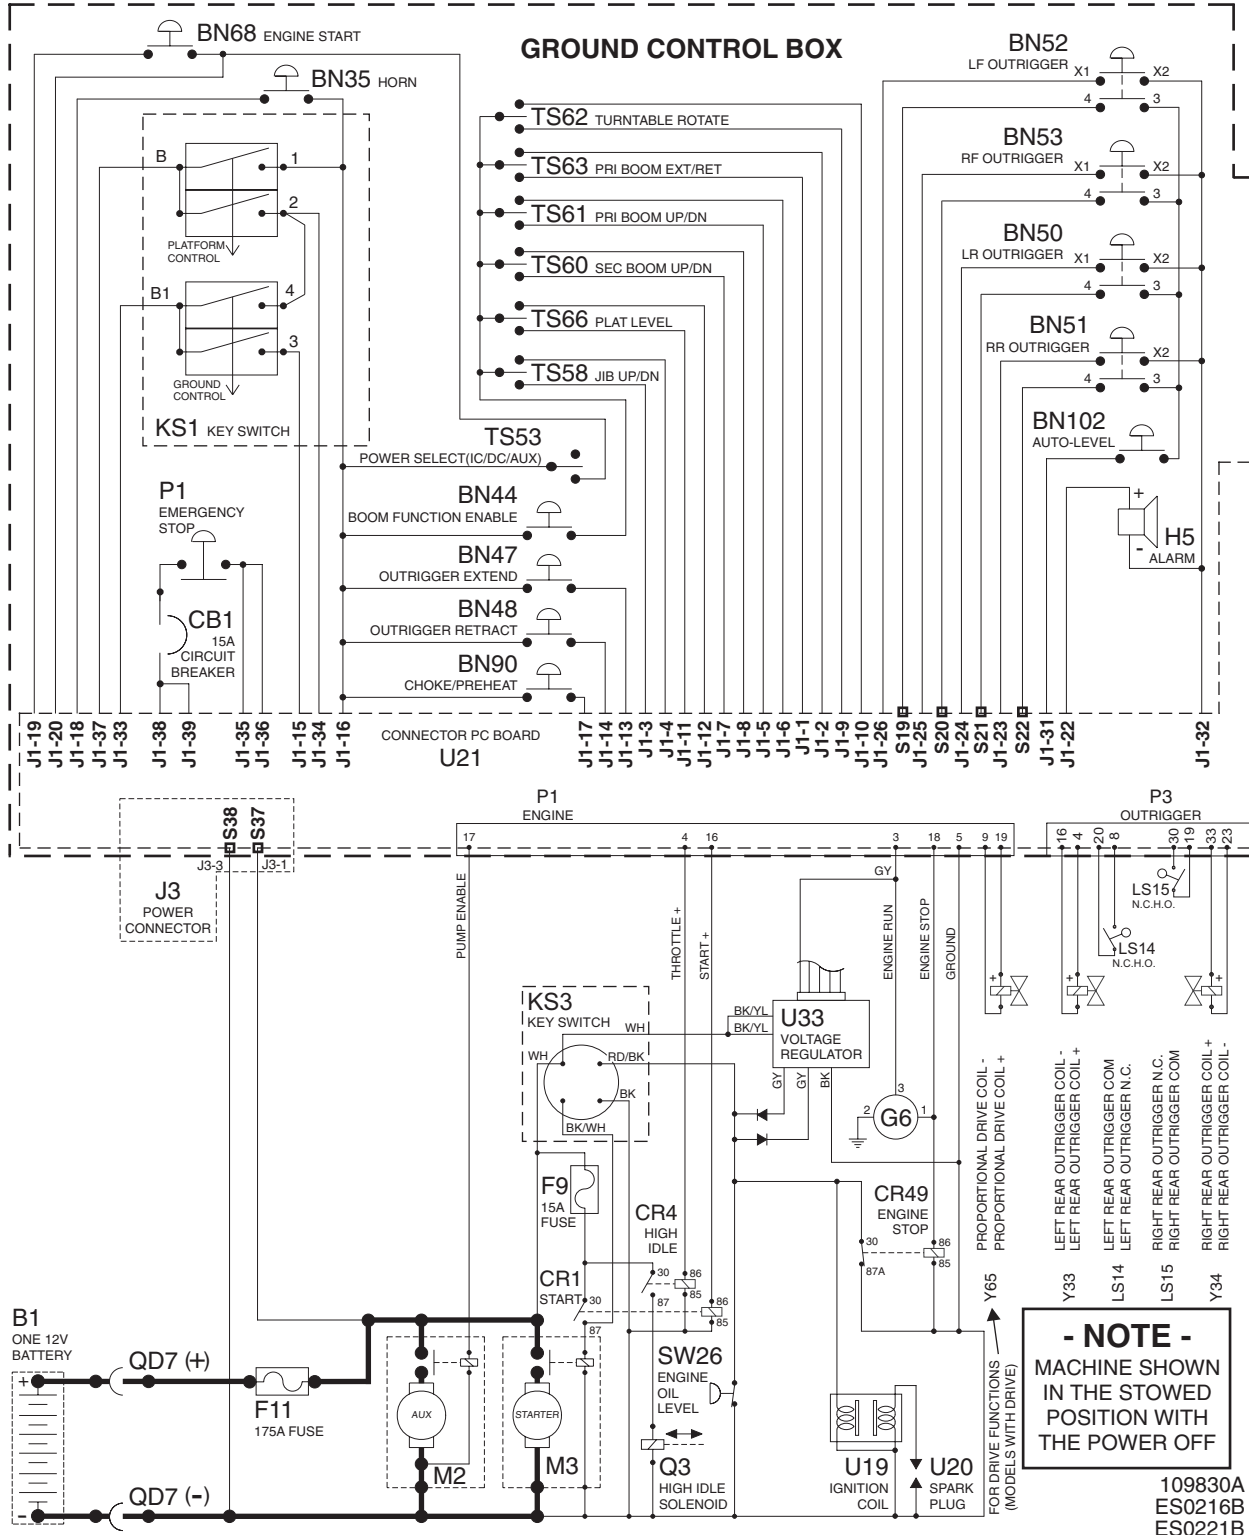 GROUND CONTROL BOX
BN68 ENGINE START
BN35 HORN
B
1
2
PLATFORM
CONTROL
B1
4
3
GROUND
CONTROL
KS1 KEY SWITCH
P1
EMERGENCY
STOP
CB1
15A
CIRCUIT
BREAKER
TS62 TURNTABLE ROTATE
TS63 PRI BOOM EXT/RET
TS61 PRI BOOM UP/DN
TS60 SEC BOOM UP/DN
TS66 PLAT LEVEL
TS58 JIB UP/DN
TS53
POWER SELECT(IC/DC/AUX)
BN44
BOOM FUNCTION ENABLE
BN47
OUTRIGGER EXTEND
BN48
OUTRIGGER RETRACT
BN90
CHOKE/PREHEAT
BN52
LF OUTRIGGER
X1
X2
4
3
BN53
RF OUTRIGGER
X1
X2
4
3
BN50
LR OUTRIGGER
X1
X2
4
3
BN51
RR OUTRIGGER
X2
4
3
BN102
AUTO-LEVEL
+
-
H5
ALARM
J1-19
J1-20
J1-18
J1-37
J1-33
J1-38
J1-39
J1-35
J1-36
J1-15
J1-34
J1-16
CONNECTOR PC BOARD
U21
J1-17
J1-14
J1-13
J1-3
J1-4
J1-11
J1-12
J1-7
J1-8
J1-5
J1-6
J1-1
J1-2
J1-9
J1-10
J1-26
S19
J1-25
S20
J1-24
S21
J1-23
S22
J1-31
J1-22
J1-32
S38
S37
J3-3
J3-1
J3
POWER
CONNECTOR
P1
ENGINE
17
4
16
3
18
5
9
19
P3
OUTRIGGER
16
4
20
8
30
19
33
23
PUMP ENABLE
THROTTLE +
START +
GY
ENGINE RUN
ENGINE STOP
GROUND
LS15
N.C.H.O.
LS14
N.C.H.O.
+
+
+
KS3
KEY SWITCH
WH
WH
RD/BK
BK
BK/WH
BK/YL
BK/YL
U33
VOLTAGE
REGULATOR
GY
GY
BK
3
2
G6
1
F9
15A
FUSE
CR4
HIGH
IDLE
30
86
85
87
CR1
START
30
86
85
87
CR49
ENGINE
STOP
30
86
87A
85
PROPORTIONAL DRIVE COIL -
PROPORTIONAL DRIVE COIL +
LEFT REAR OUTRIGGER COIL -
LEFT REAR OUTRIGGER COIL +
LEFT REAR OUTRIGGER COM
LEFT REAR OUTRIGGER N.C.
RIGHT REAR OUTRIGGER N.C.
RIGHT REAR OUTRIGGER COM
RIGHT REAR OUTRIGGER COIL +
RIGHT REAR OUTRIGGER COIL -
Y65
Y33
LS14
LS15
Y34
B1
ONE 12V
BATTERY
+
-
QD7 (+)
QD7 (-)
F11
175A FUSE
AUX
M2
STARTER
M3
SW26
ENGINE
OIL
LEVEL
Q3
HIGH IDLE
SOLENOID
U19
IGNITION
COIL
U20
SPARK
PLUG
FOR DRIVE FUNCTIONS
(MODELS WITH DRIVE)
- NOTE -
MACHINE SHOWN
IN THE STOWED
POSITION WITH
THE POWER OFF
109830A
ES0216B
ES0221B